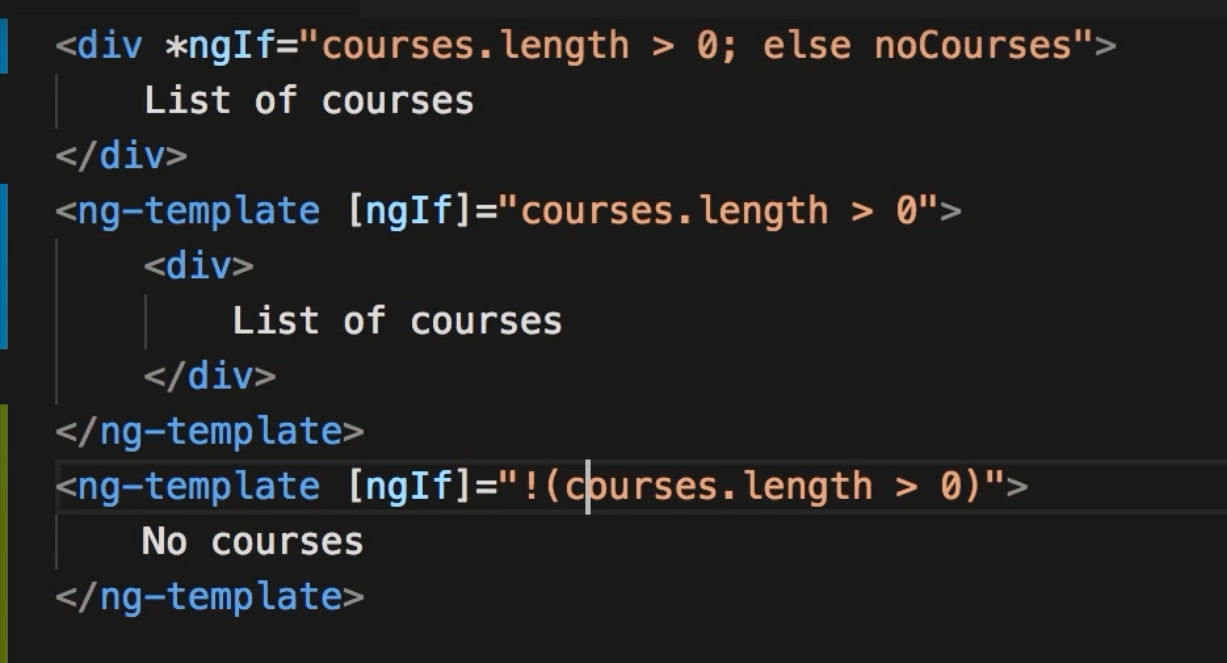 <div *ngIf="courses.length > 0; else noCourses">
List of courses
</div>
<ng-template [ngIf]="courses.length > 0">
<div>
List of courses
</div>
</ng-template>
<ng-template [ngIf]="!(courses.length > 0)">
No courses
</ng-template>